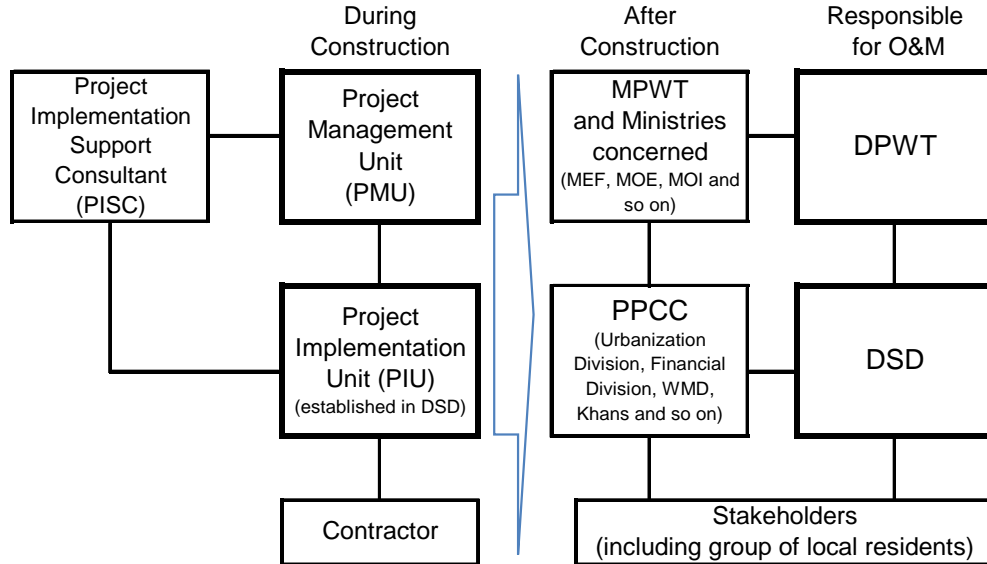 During
Construction
After
Construction
Responsible
for O&M
Project
Implementation
Support
Consultant
(PISC)
Project
Management
Unit
(PMU)
MPWT
and Ministries
concerned
(MEF, MOE, MOI and
so on)
DPWT
Project
Implementation
Unit (PIU)
(established in DSD)
PPCC
(Urbanization
Division, Financial
Division, WMD,
Khans and so on)
DSD
Contractor
Stakeholders
(including group of local residents)